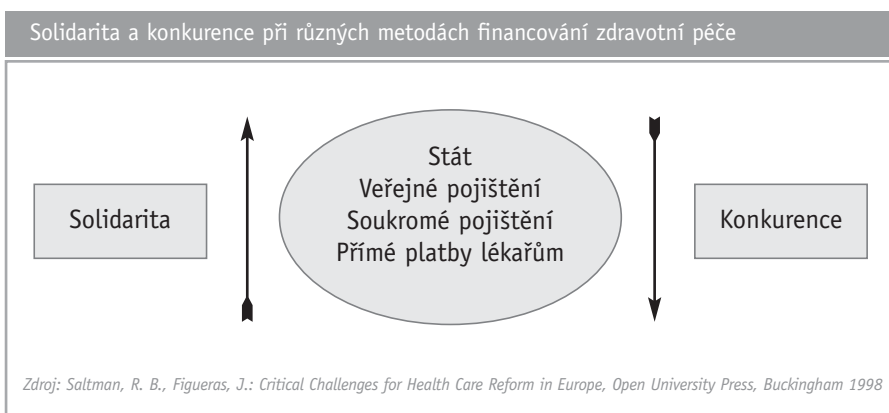 Solidarita a konkurence při různých metodách financování zdravotní péče
Stát
Veřejné pojištění
Soukromé pojištění
Přímé platby lékařům
Solidarita
Konkurence
Zdroj: Saltman, R. B., Figueras, J.: Critical Challenges for Health Care Reform in Europe, Open University Press, Buckingham 1998